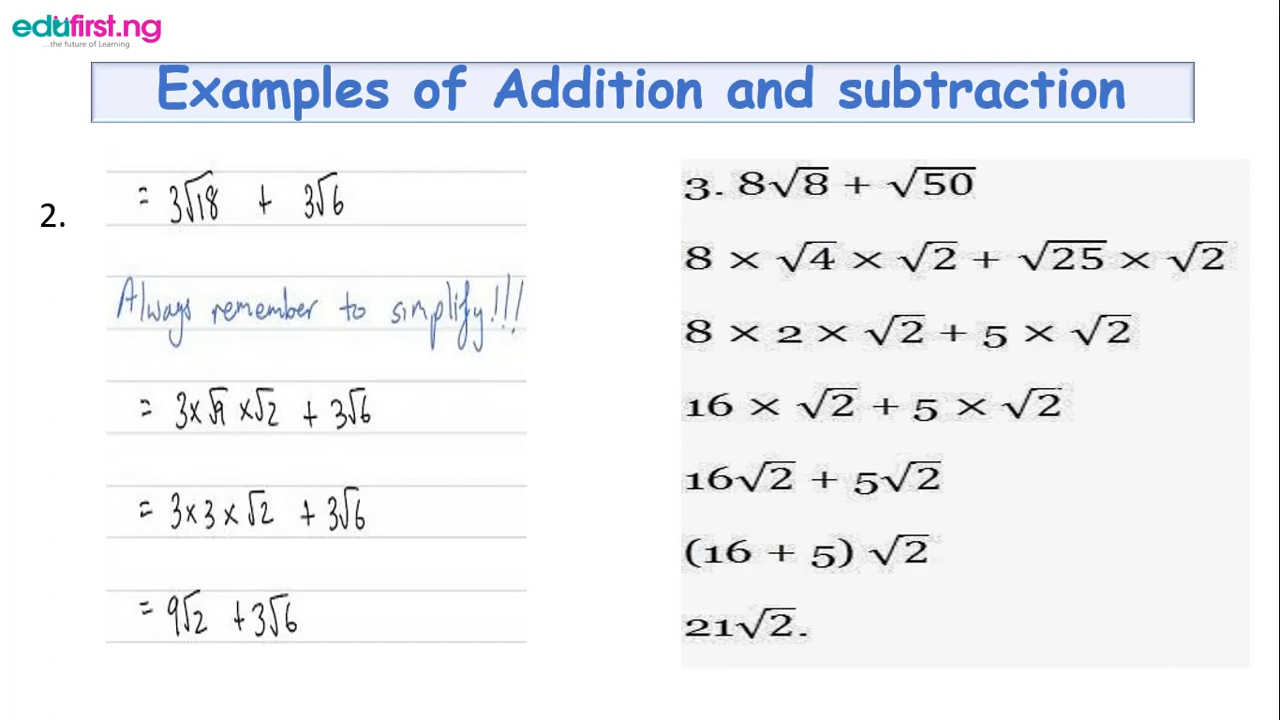 edufirst.ng
...the future of Learning
Examples of Addition and subtraction
2.
= 3√18 + 3√6
Always remember to simplify!!!
= 3×√9 ×√2 + 3√6
= 3×3×√2 + 3√6
= 9√2 + 3√6
3. 8√8 + √50
8 × √4 × √2 + √25 × √2
8 × 2 × √2 + 5 × √2
16 × √2 + 5 × √2
16√2 + 5√2
(16 + 5) √2
21√2.